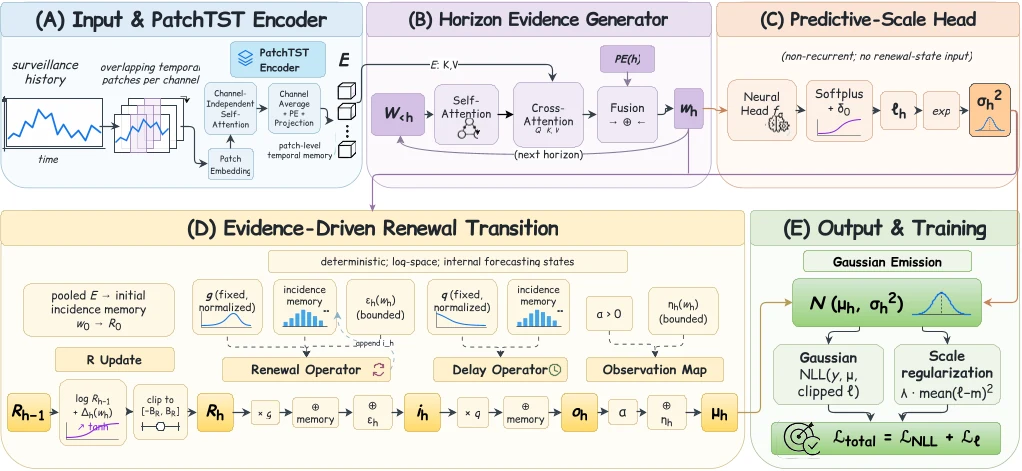 (A) Input & PatchTST Encoder
surveillance
history
time
overlapping temporal
patches per channel
PatchTST
Encoder
Channel-
Independent
Self-
Attention
Patch
Embedding
Channel
Average
+ PE +
Projection
patch-level
temporal memory
E
(B) Horizon Evidence Generator
E: K,V
W<h
Self-
Attention
Cross-
Attention
Q K, V
PE(h)
Fusion
→ ⊕ ←
wh
(next horizon)
(C) Predictive-Scale Head
(non-recurrent; no renewal-state input)
Neural
Head
Softplus
+ δ0
ℓh
exp
σh²
(D) Evidence-Driven Renewal Transition
deterministic; log-space; internal forecasting states
pooled E → initial
incidence memory
w0 → R0
g (fixed,
normalized)
incidence
memory
εh(wh)
(bounded)
q (fixed,
normalized)
incidence
memory
α > 0
ηh(wh)
(bounded)
append i_h
R Update
Renewal Operator
Delay Operator
Observation Map
Rh-1
log Rh-1
+ Δh(wh)
↗ tanh
clip to
[-BR, BR]
Rh
× g
⊕
memory
⊕
εh
ih
× q
⊕
memory
oh
α
⊕
ηh
μh
(E) Output & Training
Gaussian Emission
N (μh, σh²)
Gaussian
NLL(y, μ,
clipped ℓ)
Scale
regularization
λ · mean(ℓ-m)²
ℒtotal = ℒNLL + ℒℓ